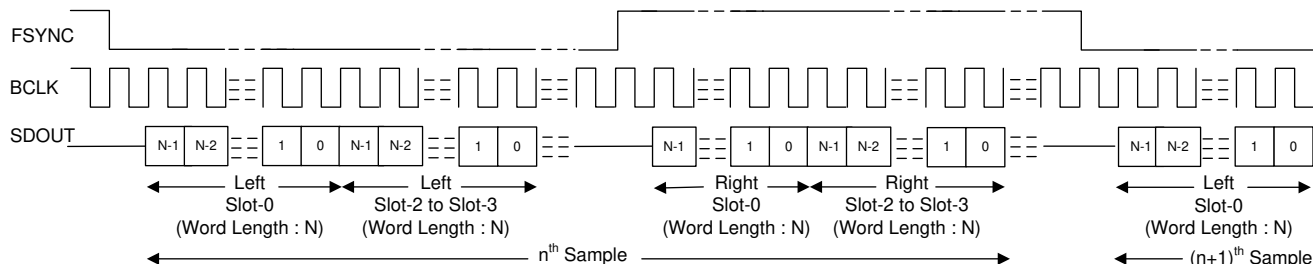 FSYNC
BCLK
SDOUT
N-1 N-2 1 0 N-1 N-2 1 0 N-1 1 0 N-1 N-2 1 0 N-1 N-2 1 0
Left Left Right Right Left
Slot-0 Slot-2 to Slot-3 Slot-0 Slot-2 to Slot-3 Slot-0
(Word Length : N) (Word Length : N) (Word Length : N) (Word Length : N) (Word Length : N)
nth Sample (n+1)th Sample